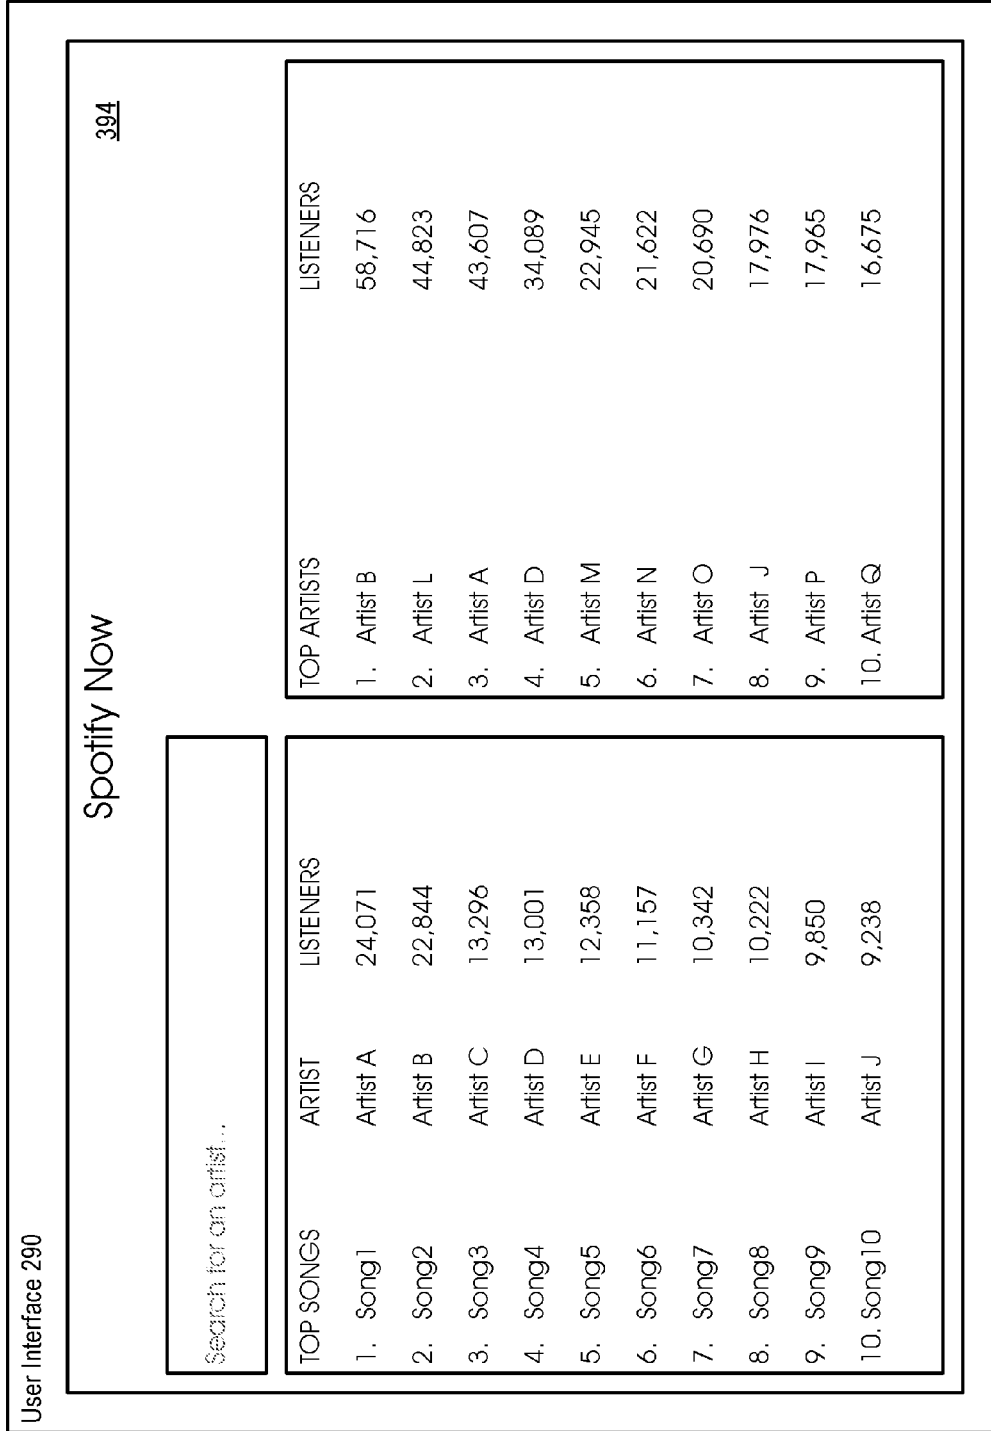 User Interface 290
Spotify Now
394
Search for an artist...
TOP SONGS ARTIST LISTENERS
1. Song1 Artist A 24,071
2. Song2 Artist B 22,844
3. Song3 Artist C 13,296
4. Song4 Artist D 13,001
5. Song5 Artist E 12,358
6. Song6 Artist F 11,157
7. Song7 Artist G 10,342
8. Song8 Artist H 10,222
9. Song9 Artist I 9,850
10. Song10 Artist J 9,238
TOP ARTISTS LISTENERS
1. Artist B 58,716
2. Artist L 44,823
3. Artist A 43,607
4. Artist D 34,089
5. Artist M 22,945
6. Artist N 21,622
7. Artist O 20,690
8. Artist J 17,976
9. Artist P 17,965
10. Artist Q 16,675